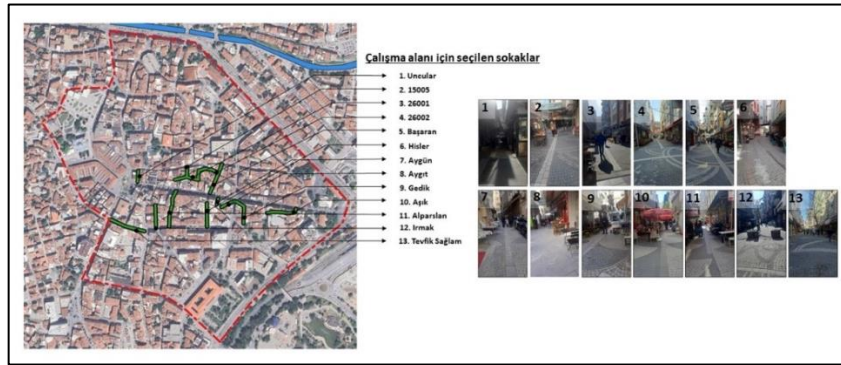 Çalışma alanı için seçilen sokaklar
1. Uncular
2. 15005
3. 26001
4. 26002
5. Başaran
6. Hisler
7. Aygün
8. Aygıt
9. Gedik
10. Aşık
11. Alparslan
12. Irmak
13. Tevfik Sağlam
1 2 3 4 5 6
7 8 9 10 11 12 13